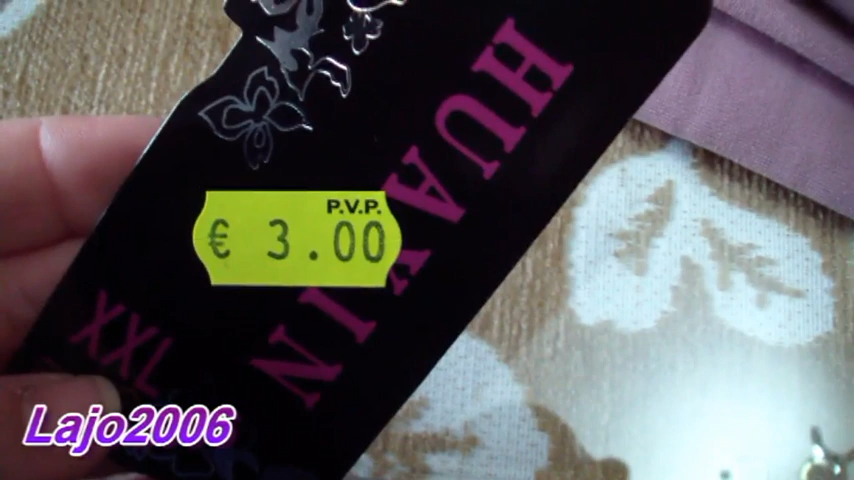 HUAXIN
P.V.P.
€ 3.00
XXL
Lajo2006